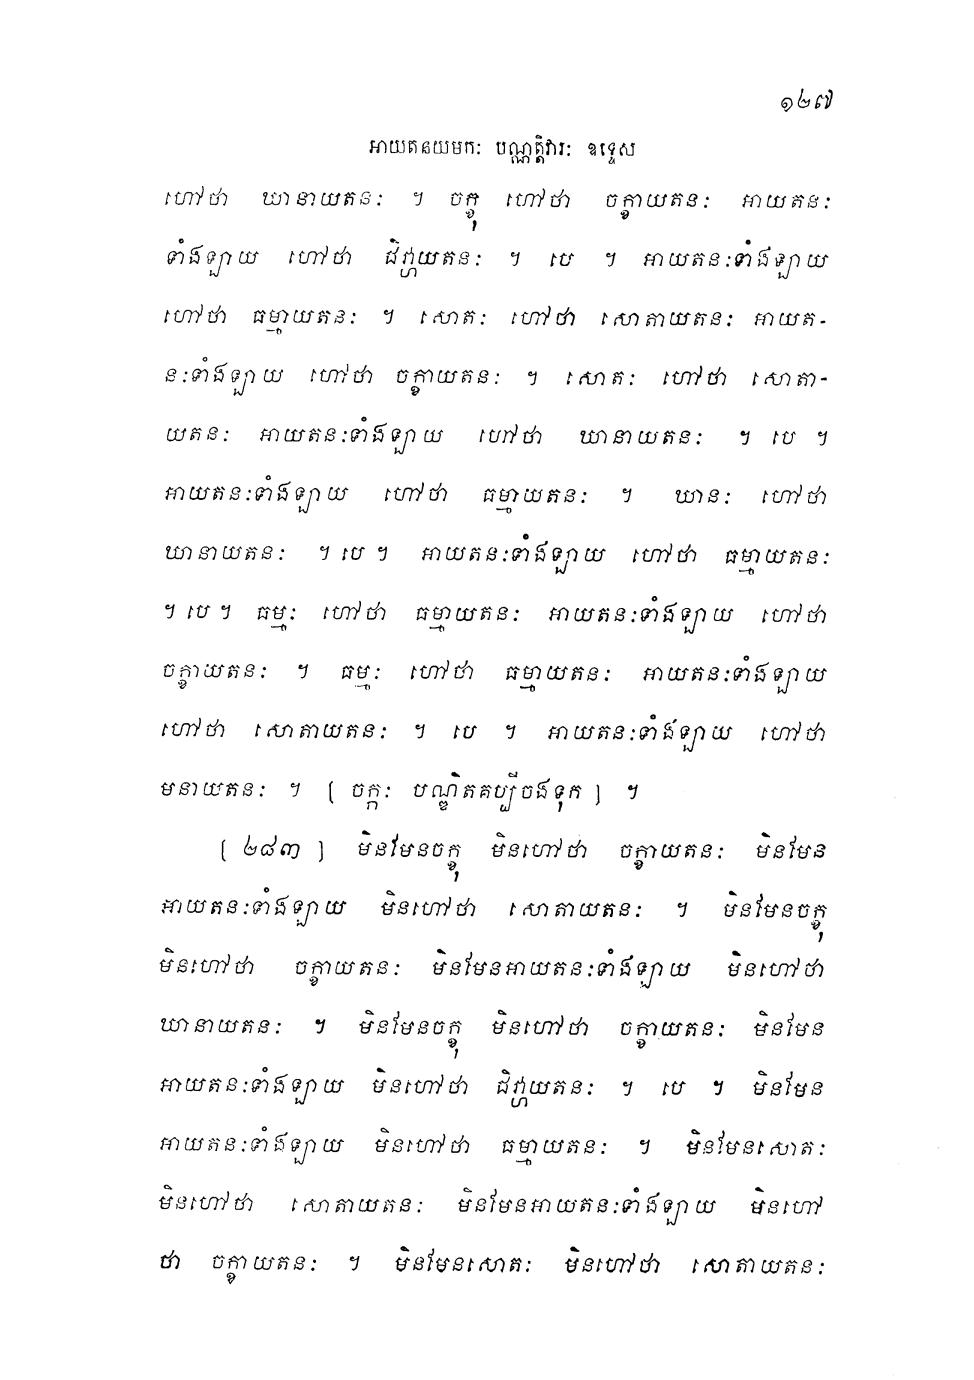 ១២៧
អាយតនយមកៈ បណ្ណត្តិវារៈ ឧទ្ទេស
ហៅថា ឃានាយតនៈ ។ ចក្ខុ ហៅថា ចក្ខាយតនៈ អាយតនៈ
ទាំងឡាយ ហៅថា ជិវ្ហាយតនៈ ។ បេ ។ អាយតនៈទាំងឡាយ
ហៅថា ធម្មាយតនៈ ។ សោតៈ ហៅថា សោតាយតនៈ អាយត-
នៈទាំងឡាយ ហៅថា ចក្ខាយតនៈ ។ សោតៈ ហៅថា សោតា-
យតនៈ អាយតនៈទាំងឡាយ ហៅថា ឃានាយតនៈ ។ បេ ។
អាយតនៈទាំងឡាយ ហៅថា ធម្មាយតនៈ ។ ឃានៈ ហៅថា
ឃានាយតនៈ ។ បេ ។ អាយតនៈទាំងឡាយ ហៅថា ធម្មាយតនៈ
។ បេ ។ ធម្មៈ ហៅថា ធម្មាយតនៈ អាយតនៈទាំងឡាយ ហៅថា
ចក្ខាយតនៈ ។ ធម្មៈ ហៅថា ធម្មាយតនៈ អាយតនៈទាំងឡាយ
ហៅថា សោតាយតនៈ ។ បេ ។ អាយតនៈទាំងឡាយ ហៅថា
មនាយតនៈ ។ [ ចក្កៈ បណ្ឌិតគប្បីចងទុក ] ។
[ ២៨៣ ] មិនមែនចក្ខុ មិនហៅថា ចក្ខាយតនៈ មិនមែន
អាយតនៈទាំងឡាយ មិនហៅថា សោតាយតនៈ ។ មិនមែនចក្ខុ
មិនហៅថា ចក្ខាយតនៈ មិនមែនអាយតនៈទាំងឡាយ មិនហៅថា
ឃានាយតនៈ ។ មិនមែនចក្ខុ មិនហៅថា ចក្ខាយតនៈ មិនមែន
អាយតនៈទាំងឡាយ មិនហៅថា ជិវ្ហាយតនៈ ។ បេ ។ មិនមែន
អាយតនៈទាំងឡាយ មិនហៅថា ធម្មាយតនៈ ។ មិនមែនសោតៈ
មិនហៅថា សោតាយតនៈ មិនមែនអាយតនៈទាំងឡាយ មិនហៅ
ថា ចក្ខាយតនៈ ។ មិនមែនសោតៈ មិនហៅថា សោតាយតនៈ